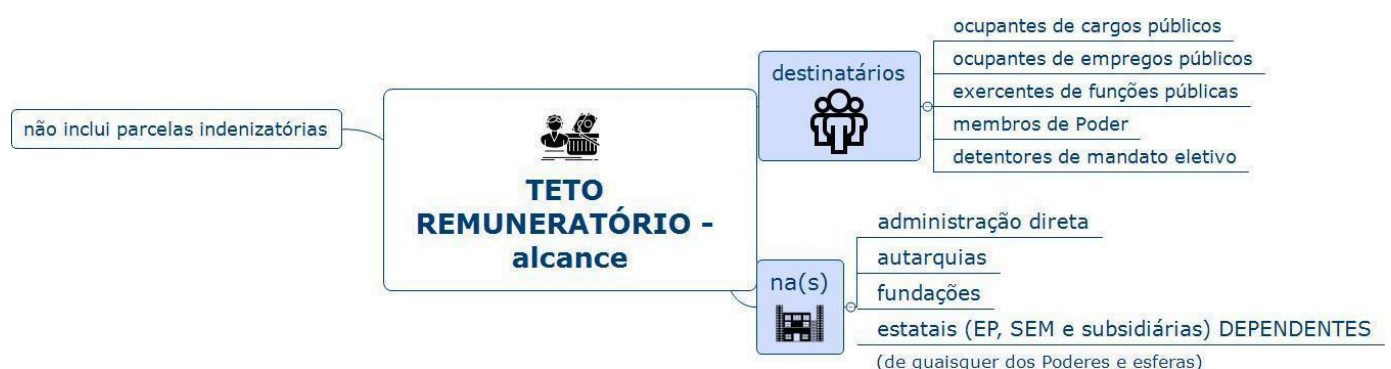 não inclui parcelas indenizatórias
TETO
REMUNERATÓRIO -
alcance
destinatários
ocupantes de cargos públicos
ocupantes de empregos públicos
exercentes de funções públicas
membros de Poder
detentores de mandato eletivo
na(s)
administração direta
autarquias
fundações
estatais (EP, SEM e subsidiárias) DEPENDENTES
(de quaisquer dos Poderes e esferas)